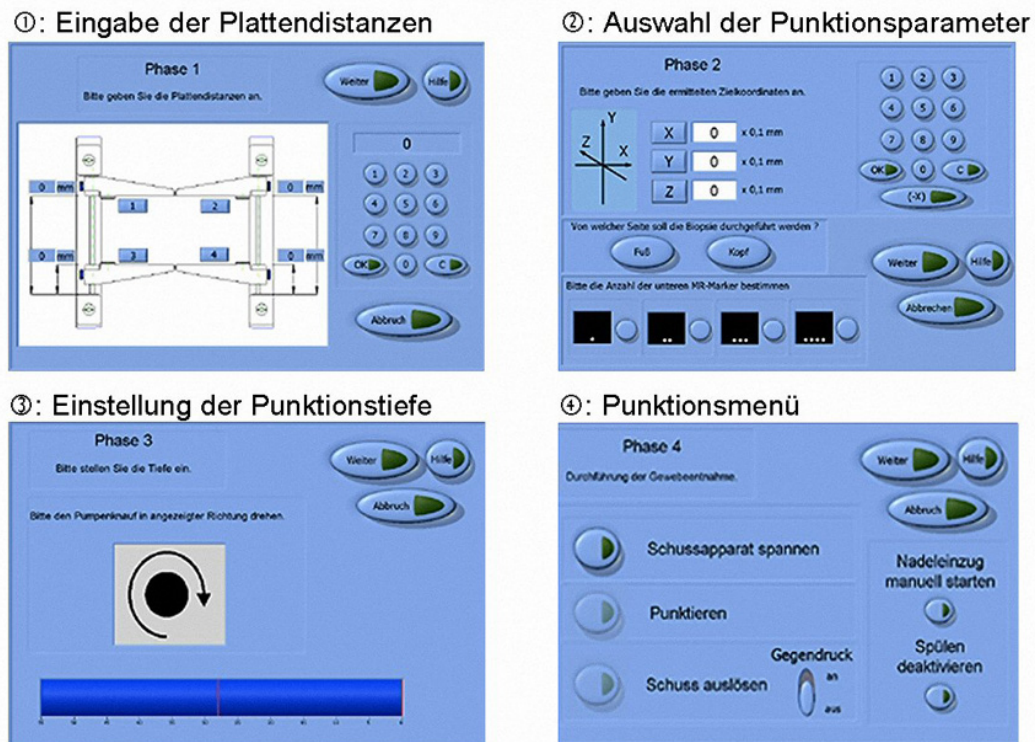 ①: Eingabe der Plattendistanzen
Phase 1
Bitte geben Sie die Plattendistanzen an.
Weiter
Hilfe
0 mm
0 mm
1
2
0 mm
3
4
0 mm
0
1 2 3
4 5 6
7 8 9
OK 0 C
Abbruch
②: Auswahl der Punktionsparameter
Phase 2
Bitte geben Sie die ermittelten Zielkoordinaten an.
Y
Z
X
X 0 x 0,1 mm
Y 0 x 0,1 mm
Z 0 x 0,1 mm
1 2 3
4 5 6
7 8 9
OK 0 C
(-X)
Von welcher Seite soll die Biopsie durchgeführt werden ?
Fuß
Kopf
Weiter
Hilfe
Bitte die Anzahl der unteren MR-Marker bestimmen
Abbrechen
③: Einstellung der Punktionstiefe
Phase 3
Bitte stellen Sie die Tiefe ein.
Weiter
Hilfe
Abbruch
Bitte den Pumpenknauf in angezeigter Richtung drehen.
④: Punktionsmenü
Phase 4
Durchführung der Gewebeentnahme.
Weiter
Hilfe
Abbruch
Schussapparat spannen
Punktieren
Schuss auslösen
Gegendruck
an
aus
Nadeleinzug
manuell starten
Spülen
deaktivieren